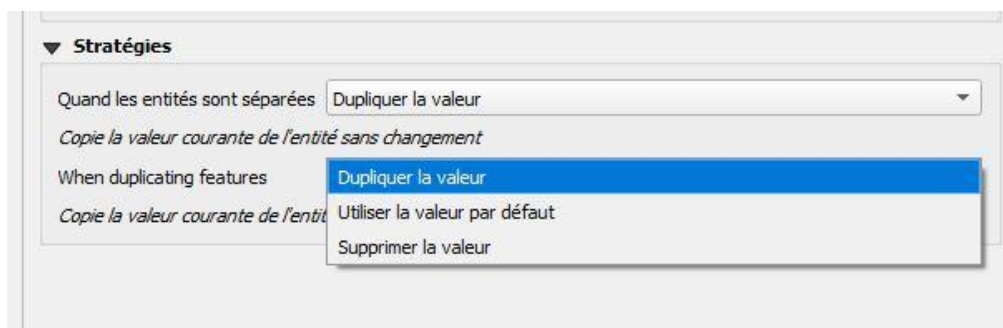 Stratégies
Quand les entités sont séparées Dupliquer la valeur
Copie la valeur courante de l'entité sans changement
When duplicating features Dupliquer la valeur
Copie la valeur courante de l'entit Utiliser la valeur par défaut
Supprimer la valeur